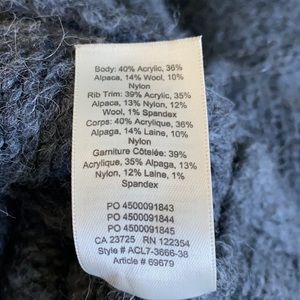 Body: 40% Acrylic, 36%
Alpaca, 14% Wool, 10%
Nylon
Rib Trim: 39% Acrylic, 35%
Alpaca, 13% Nylon, 12%
Wool, 1% Spandex
Corps: 40% Acrylique, 36%
Alpaga, 14% Laine, 10%
Nylon
Garniture Côtelée: 39%
Acrylique, 35% Alpaga, 13%
Nylon, 12% Laine, 1%
Spandex
PO 4500091843
PO 4500091844
PO 4500091845
CA 23725 RN 122354
Style # ACL7-3666-38
Article # 69679